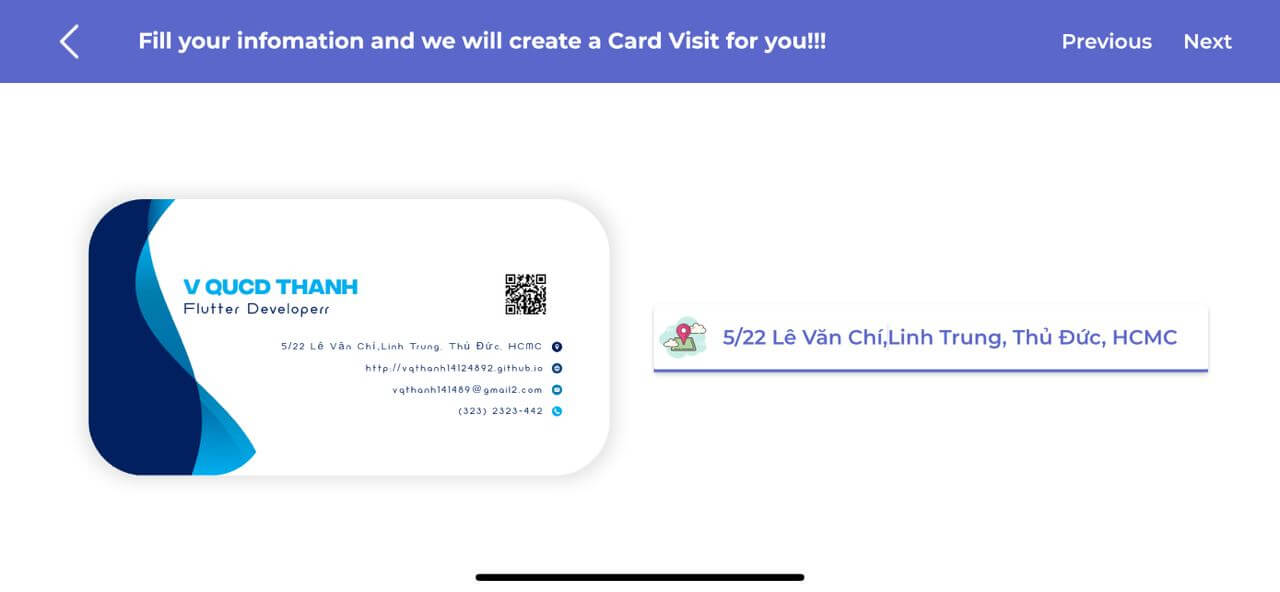 Fill your infomation and we will create a Card Visit for you!!!
Previous
Next
V QUCD THANH
Flutter Developerr
5/22 Lê Văn Chí,Linh Trung, Thủ Đức, HCMC
http://vqthanh14124892.github.io
vqthanh141489@gmail2.com
(323) 2323-442
5/22 Lê Văn Chí,Linh Trung, Thủ Đức, HCMC